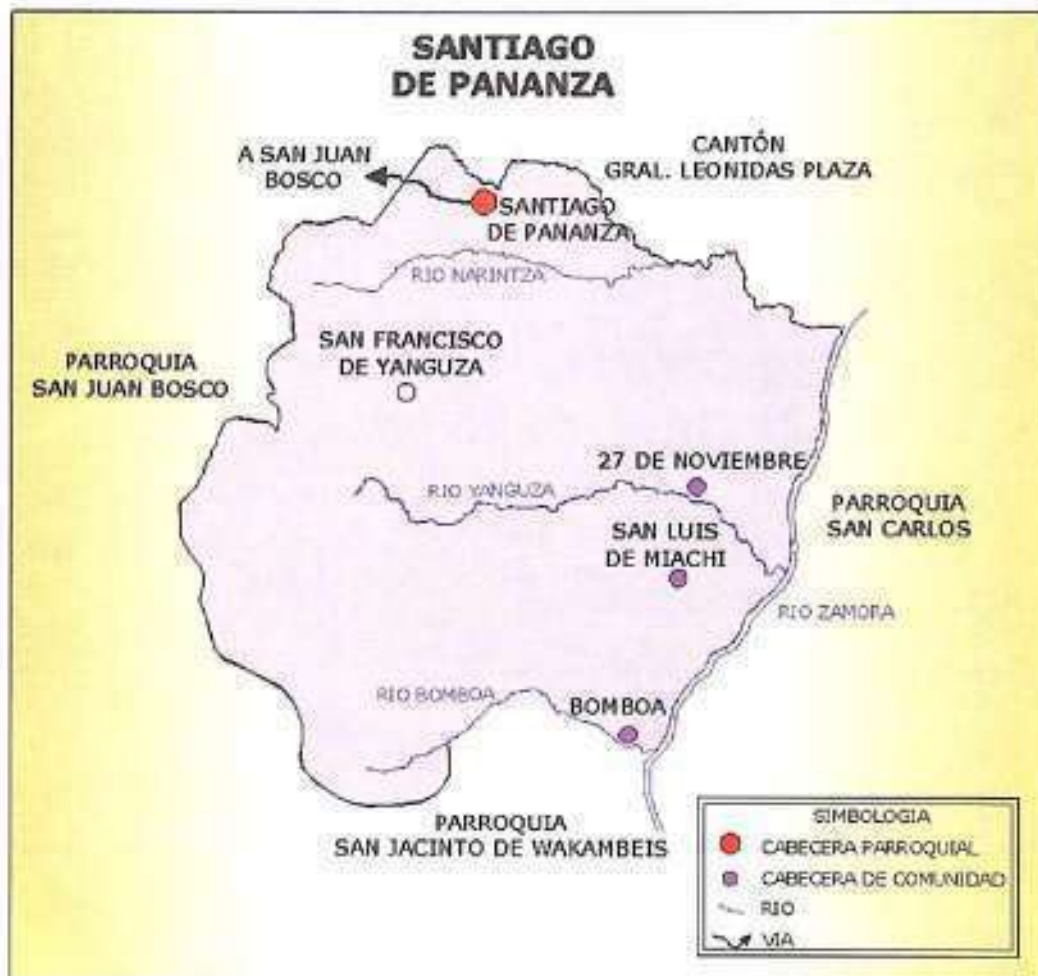 SANTIAGO
DE PANANZA
A SAN JUAN
BOSCO
CANTÓN
GRAL. LEONIDAS PLAZA
SANTIAGO
DE PANANZA
RIO NARINTZA
SAN FRANCISCO
DE YANGUZA
PARROQUIA
SAN JUAN BOSCO
27 DE NOVIEMBRE
RIO YANGUZA
PARROQUIA
SAN CARLOS
SAN LUIS
DE MIACHI
RIO ZAMORA
RIO BOMBOA
BOMBOA
PARROQUIA
SAN JACINTO DE WAKAMBEIS
SIMBOLOGIA
CABECERA PARROQUIAL
CABECERA DE COMUNIDAD
RIO
VIA